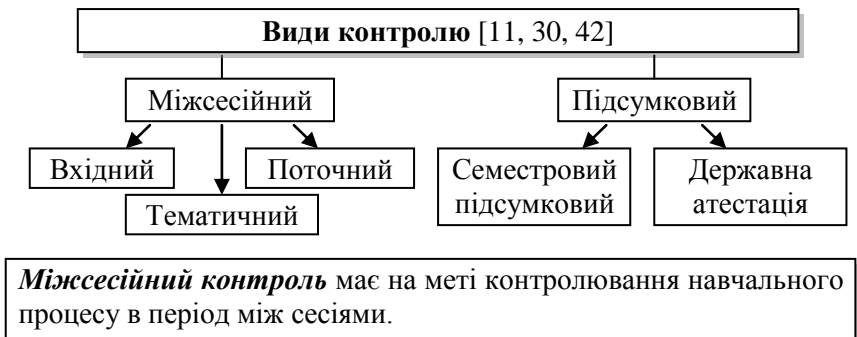 Види контролю [11, 30, 42]
Міжсесійний
Підсумковий
Вхідний
Поточний
Тематичний
Семестровий
підсумковий
Державна
атестація
Міжсесійний контроль має на меті контролювання навчального
процесу в період між сесіями.